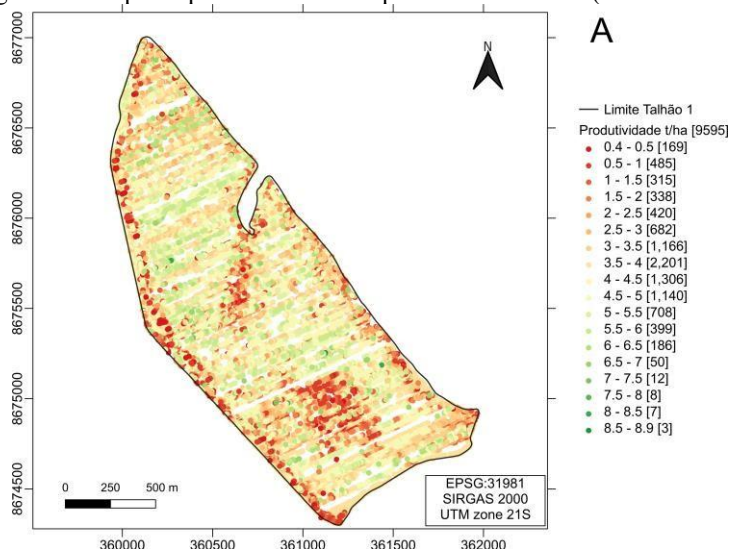 A
N
8677000
8676500
8676000
8675500
8675000
8674500
Limite Talhão 1
Produtividade t/ha [9595]
0.4 - 0.5 [169]
0.5 - 1 [485]
1 - 1.5 [315]
1.5 - 2 [338]
2 - 2.5 [420]
2.5 - 3 [682]
3 - 3.5 [1,166]
3.5 - 4 [2,201]
4 - 4.5 [1,306]
4.5 - 5 [1,140]
5 - 5.5 [708]
5.5 - 6 [399]
6 - 6.5 [186]
6.5 - 7 [50]
7 - 7.5 [12]
7.5 - 8 [8]
8 - 8.5 [7]
8.5 - 8.9 [3]
0 250 500 m
EPSG:31981
SIRGAS 2000
UTM zone 21S
360000 360500 361000 361500 362000